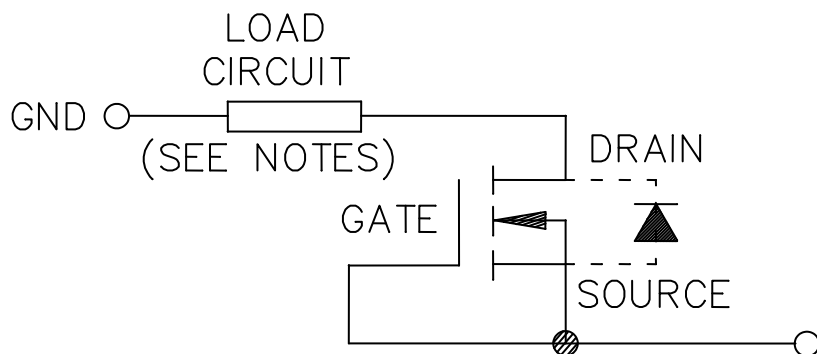 LOAD
CIRCUIT
GND
(SEE NOTES)
DRAIN
GATE
SOURCE